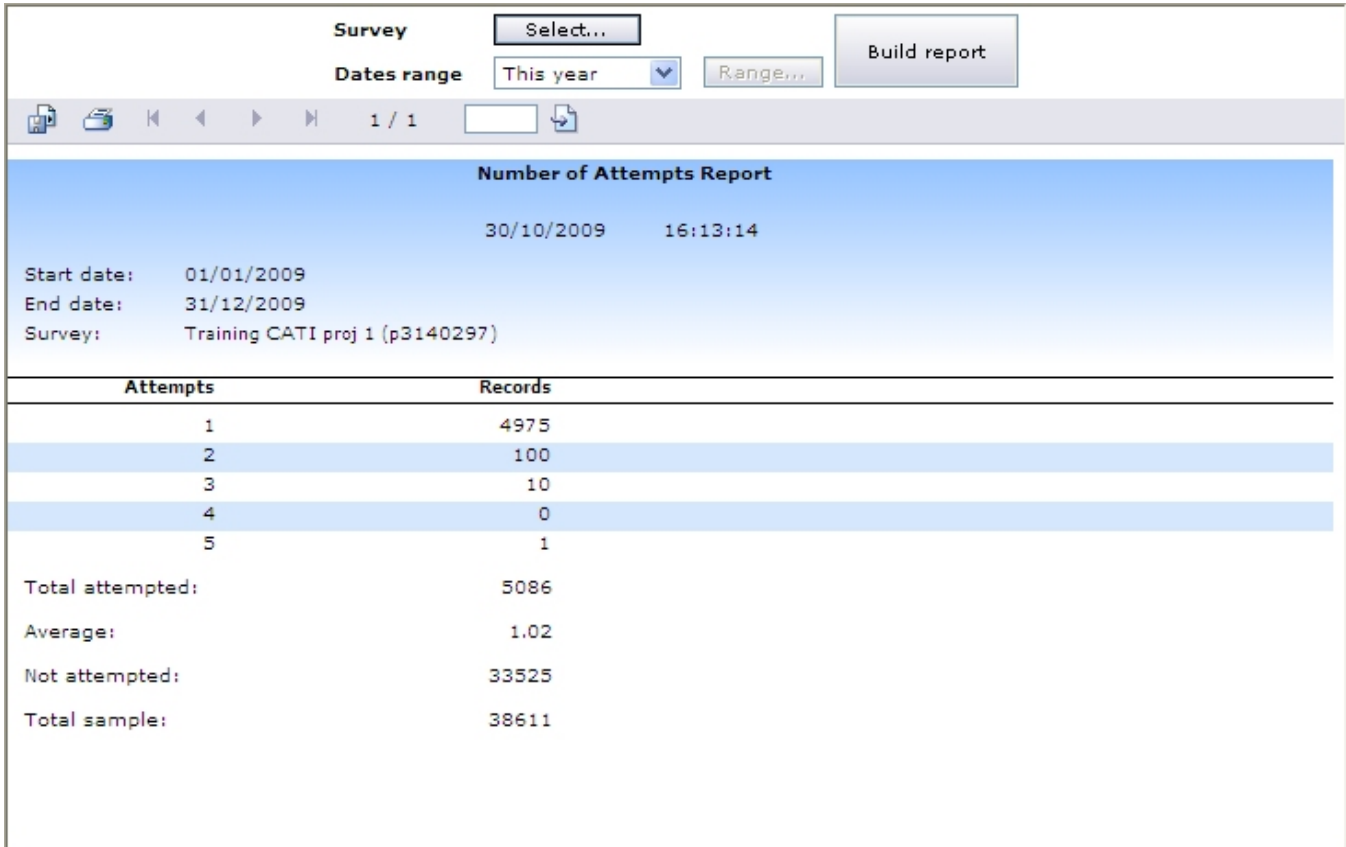 Survey Select...
Build report
Dates range This year Range...
1 / 1
Number of Attempts Report
30/10/2009 16:13:14
Start date: 01/01/2009
End date: 31/12/2009
Survey: Training CATI proj 1 (p3140297)
Attempts Records
1 4975
2 100
3 10
4 0
5 1
Total attempted: 5086
Average: 1.02
Not attempted: 33525
Total sample: 38611